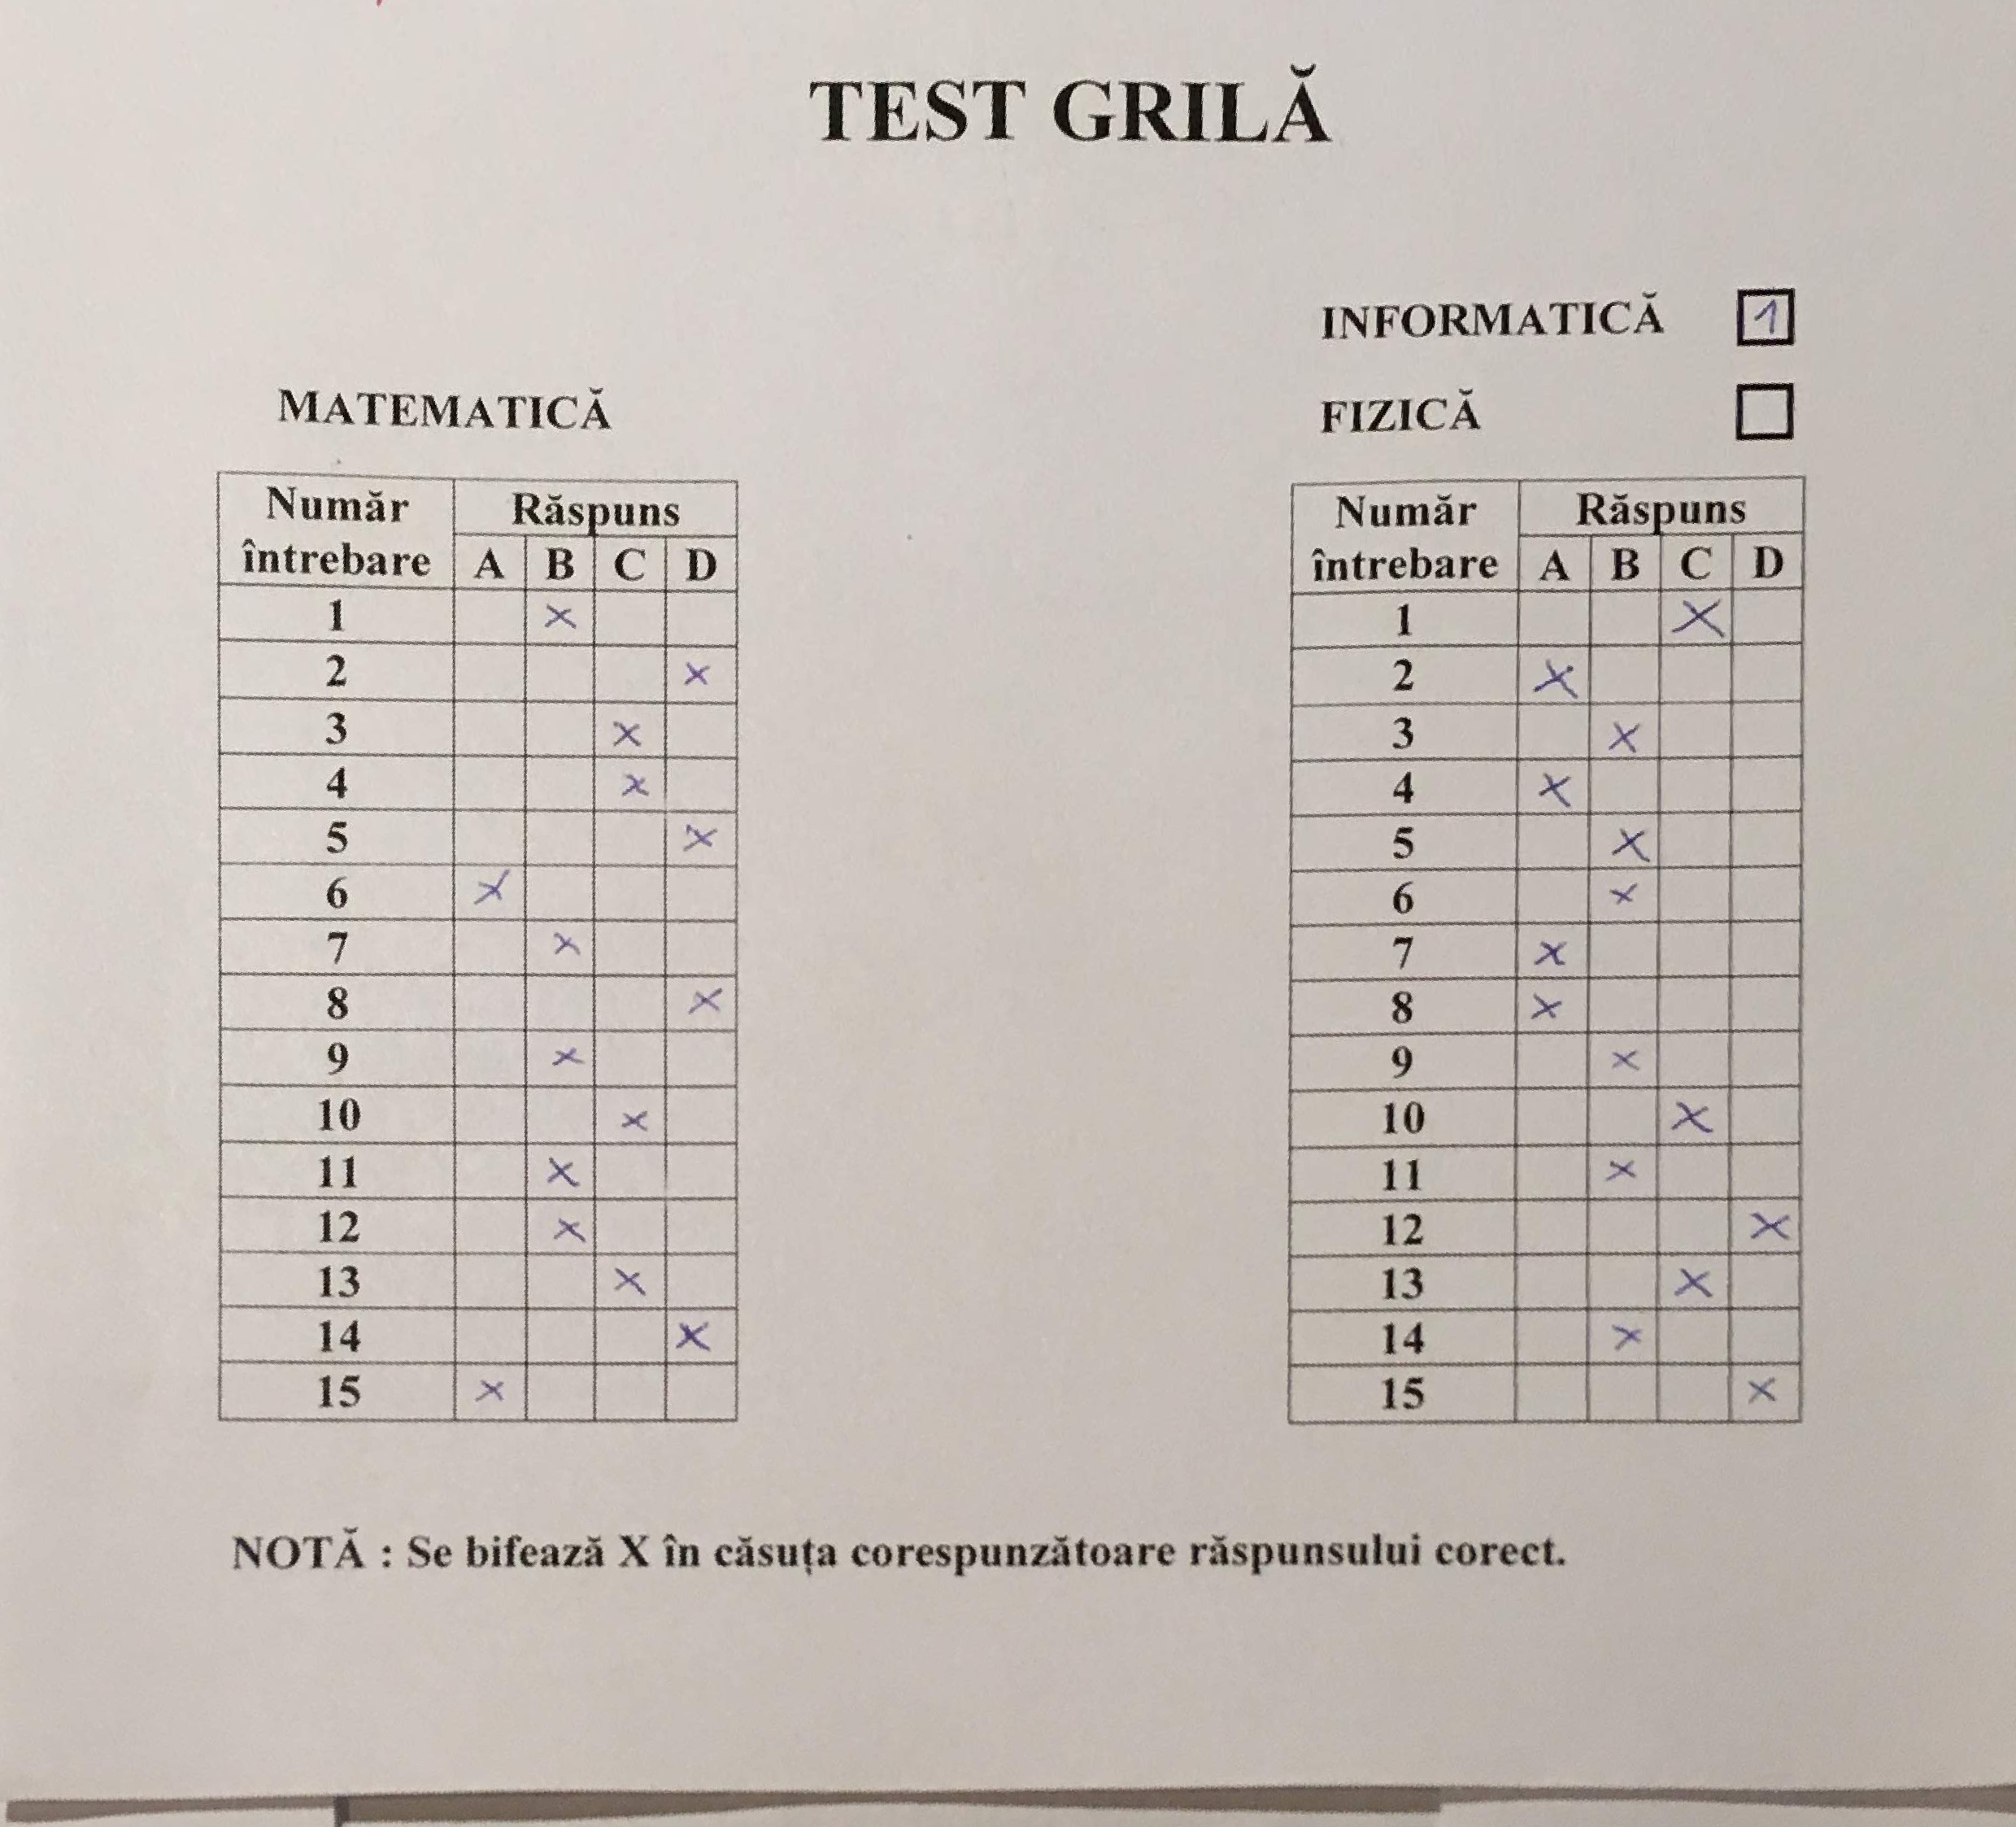 TEST GRILĂ
INFORMATICĂ 1
MATEMATICĂ
FIZICĂ
Număr întrebare Răspuns
A B C D
1 X
2 X
3 X
4 X
5 X
6 X
7 X
8 X
9 X
10 X
11 X
12 X
13 X
14 X
15 X
Număr întrebare Răspuns
A B C D
1 X
2 X
3 X
4 X
5 X
6 X
7 X
8 X
9 X
10 X
11 X
12 X
13 X
14 X
15 X
NOTĂ : Se bifează X în căsuța corespunzătoare răspunsului corect.